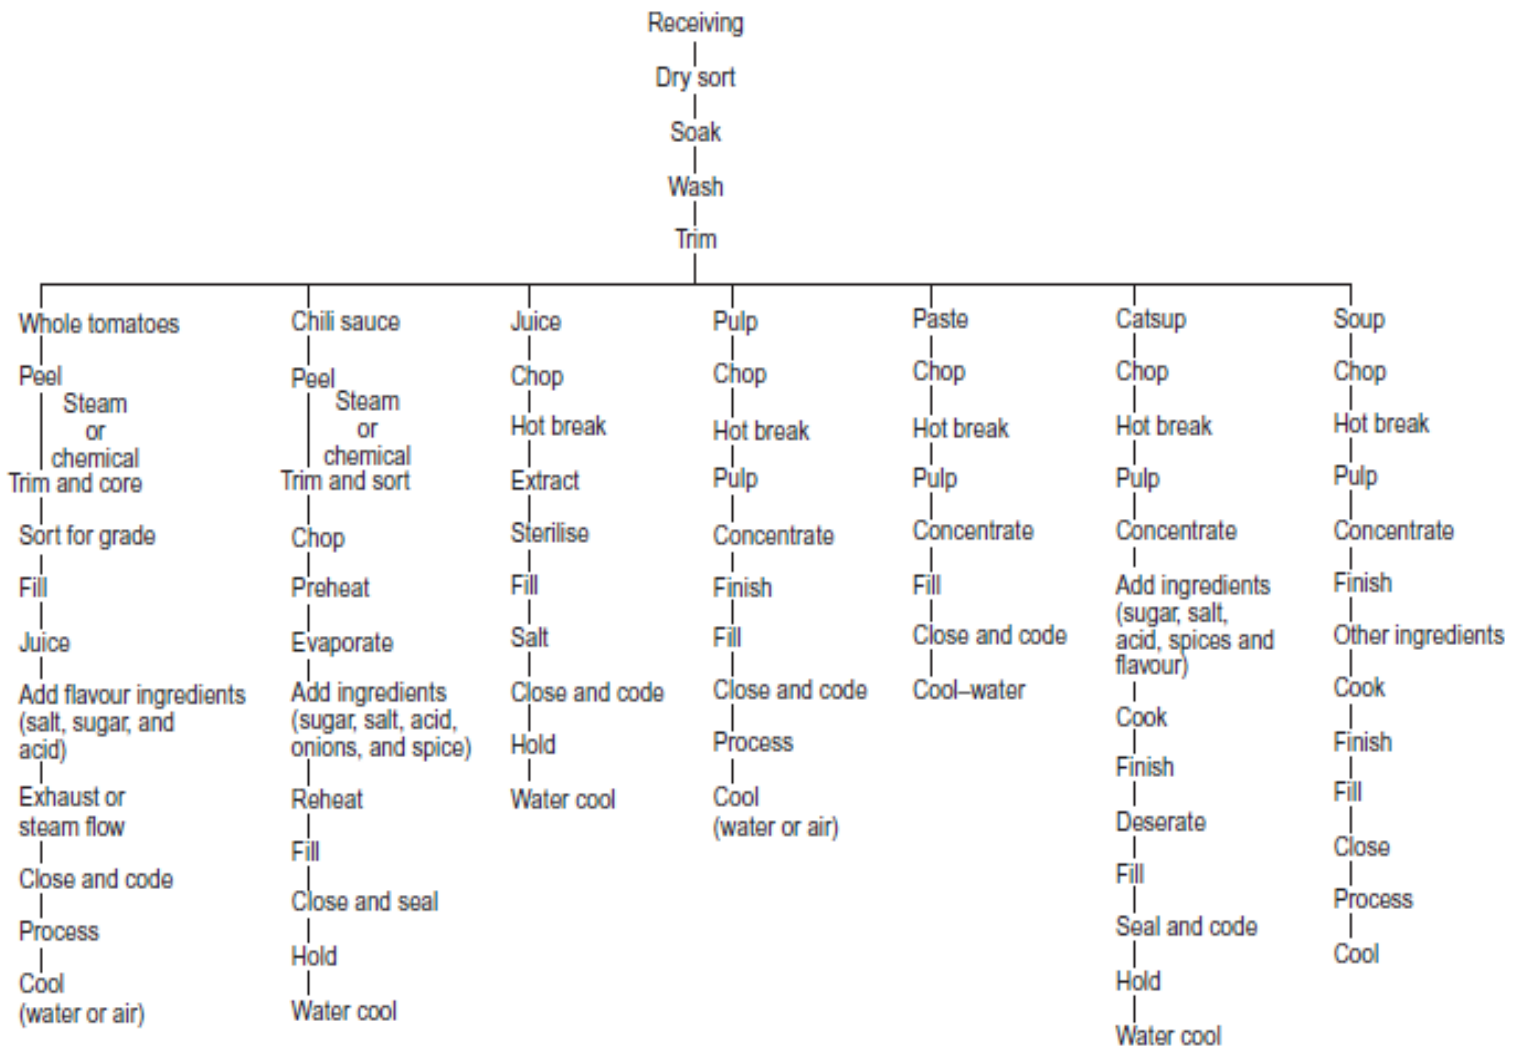 Receiving
Dry sort
Soak
Wash
Trim
Whole tomatoes
Peel
Steam
or
chemical
Trim and core
Sort for grade
Fill
Juice
Add flavour ingredients
(salt, sugar, and
acid)
Exhaust or
steam flow
Close and code
Process
Cool
(water or air)
Chili sauce
Peel
Steam
or
chemical
Trim and sort
Chop
Preheat
Evaporate
Add ingredients
(sugar, salt, acid,
onions, and spice)
Reheat
Fill
Close and seal
Hold
Water cool
Juice
Chop
Hot break
Extract
Sterilise
Fill
Salt
Close and code
Hold
Water cool
Pulp
Chop
Hot break
Pulp
Concentrate
Finish
Fill
Close and code
Process
Cool
(water or air)
Paste
Chop
Hot break
Pulp
Concentrate
Fill
Close and code
Cool–water
Catsup
Chop
Hot break
Pulp
Concentrate
Add ingredients
(sugar, salt,
acid, spices and
flavour)
Cook
Finish
Deserate
Fill
Seal and code
Hold
Water cool
Soup
Chop
Hot break
Pulp
Concentrate
Finish
Other ingredients
Cook
Finish
Fill
Close
Process
Cool